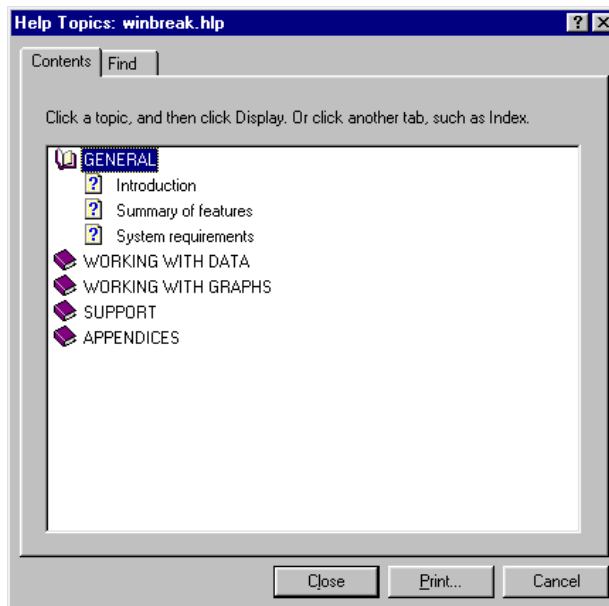 Help Topics: winbreak.hlp
Contents Find
Click a topic, and then click Display. Or click another tab, such as Index.
GENERAL
Introduction
Summary of features
System requirements
WORKING WITH DATA
WORKING WITH GRAPHS
SUPPORT
APPENDICES
Close Print... Cancel